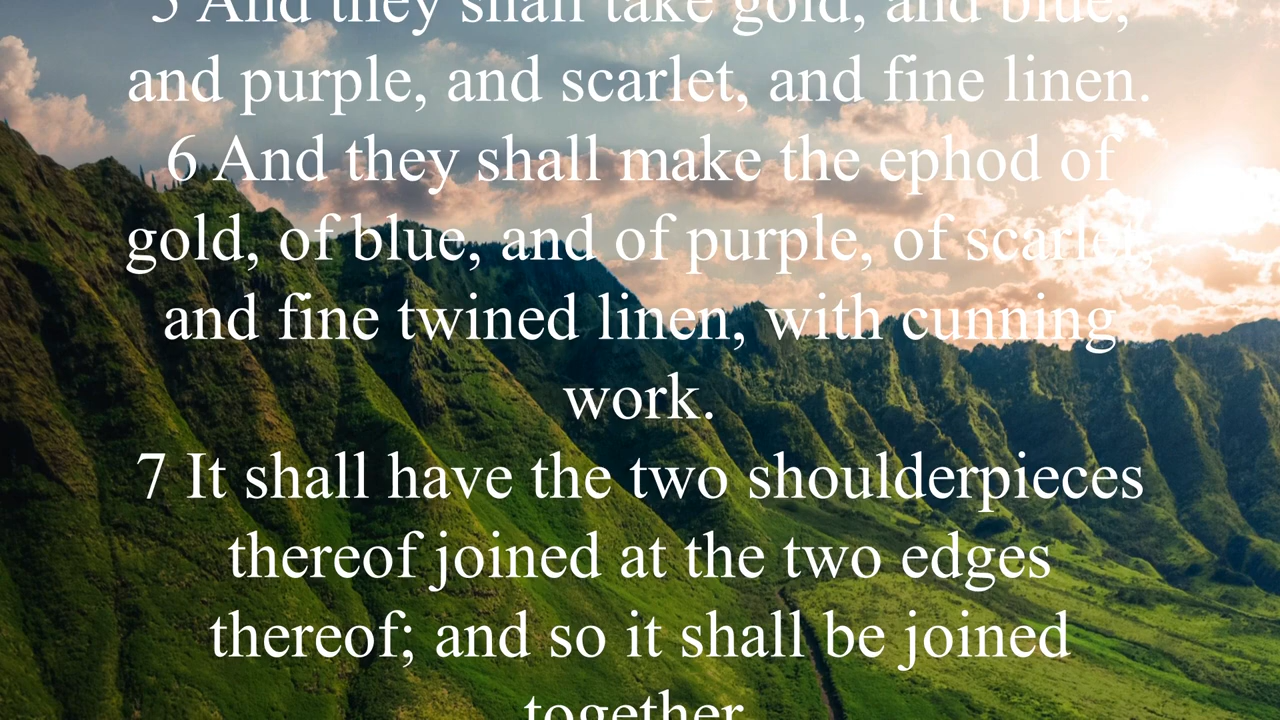 5 And they shall take gold, and blue,
and purple, and scarlet, and fine linen.
6 And they shall make the ephod of
gold, of blue, and of purple, of scarlet,
and fine twined linen, with cunning
work.
7 It shall have the two shoulderpieces
thereof joined at the two edges
thereof; and so it shall be joined
together